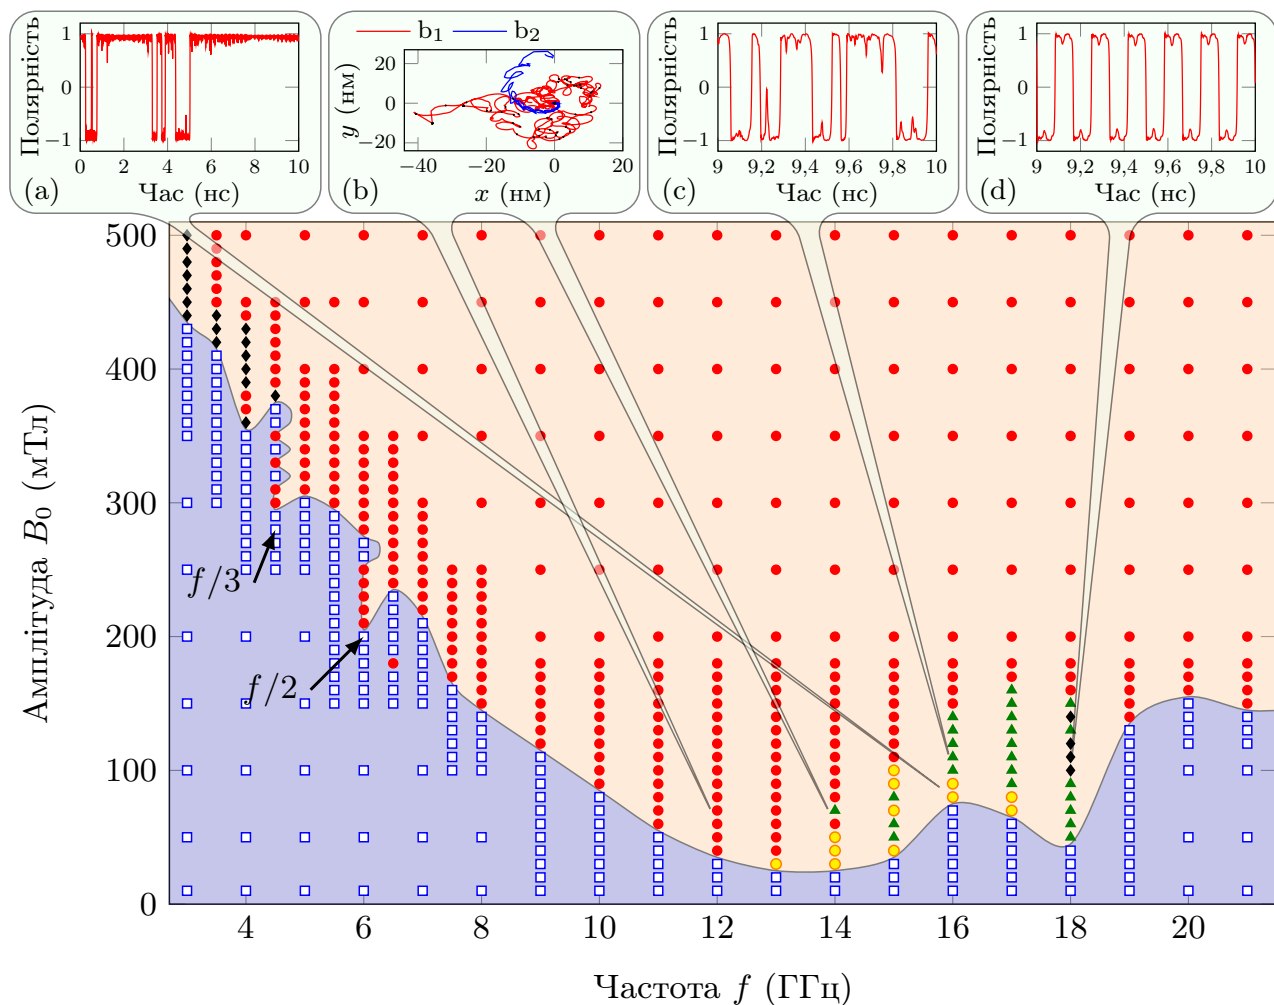 Полярність
1
0
−1
0 2 4 6 8 10
Час (нс)
(a)
b1 b2
y (нм)
20
0
−20
−40 −20 0 20
x (нм)
(b)
Полярність
1
0
−1
9 9,2 9,4 9,6 9,8 10
Час (нс)
(c)
Полярність
1
0
−1
9 9,2 9,4 9,6 9,8 10
Час (нс)
(d)
Амплітуда B0 (мТл)
500
400
300
200
100
0
f/3
f/2
4 6 8 10 12 14 16 18 20
Частота f (ГГц)